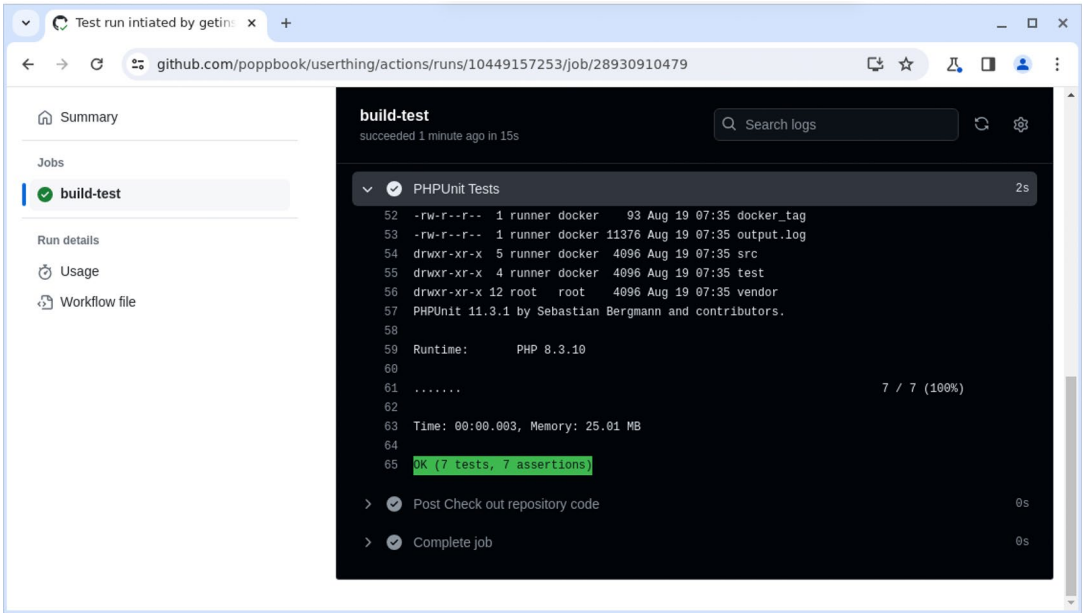 Test run intiated by getins
github.com/poppbook/userthing/actions/runs/10449157253/job/28930910479
Summary
Jobs
build-test
Run details
Usage
Workflow file
build-test
succeeded 1 minute ago in 15s
Search logs
PHPUnit Tests 2s
52 -rw-r--r--  1 runner docker    93 Aug 19 07:35 docker_tag
53 -rw-r--r--  1 runner docker 11376 Aug 19 07:35 output.log
54 drwxr-xr-x  5 runner docker  4096 Aug 19 07:35 src
55 drwxr-xr-x  4 runner docker  4096 Aug 19 07:35 test
56 drwxr-xr-x 12 root   root    4096 Aug 19 07:35 vendor
57 PHPUnit 11.3.1 by Sebastian Bergmann and contributors.
58
59 Runtime:       PHP 8.3.10
60
61 ....... 7 / 7 (100%)
62
63 Time: 00:00.003, Memory: 25.01 MB
64
65 OK (7 tests, 7 assertions)
Post Check out repository code 0s
Complete job 0s